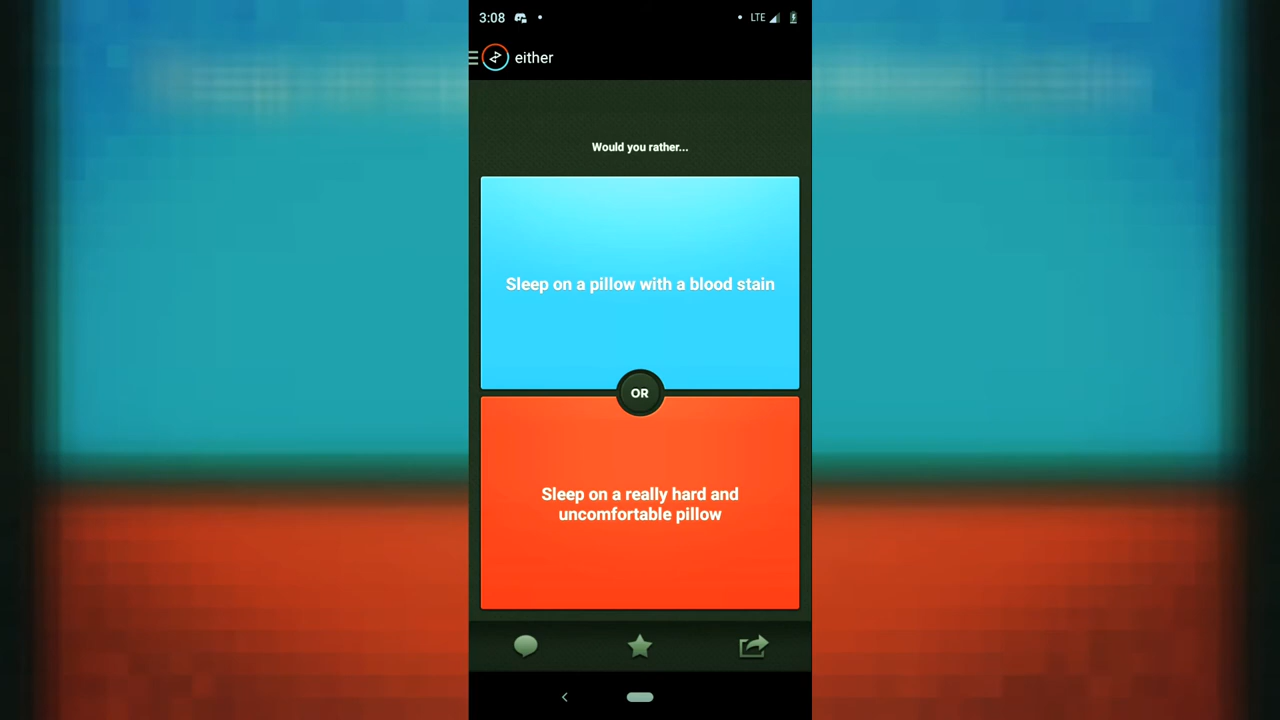 3:08
LTE
either
Would you rather...
Sleep on a pillow with a blood stain
OR
Sleep on a really hard and
uncomfortable pillow